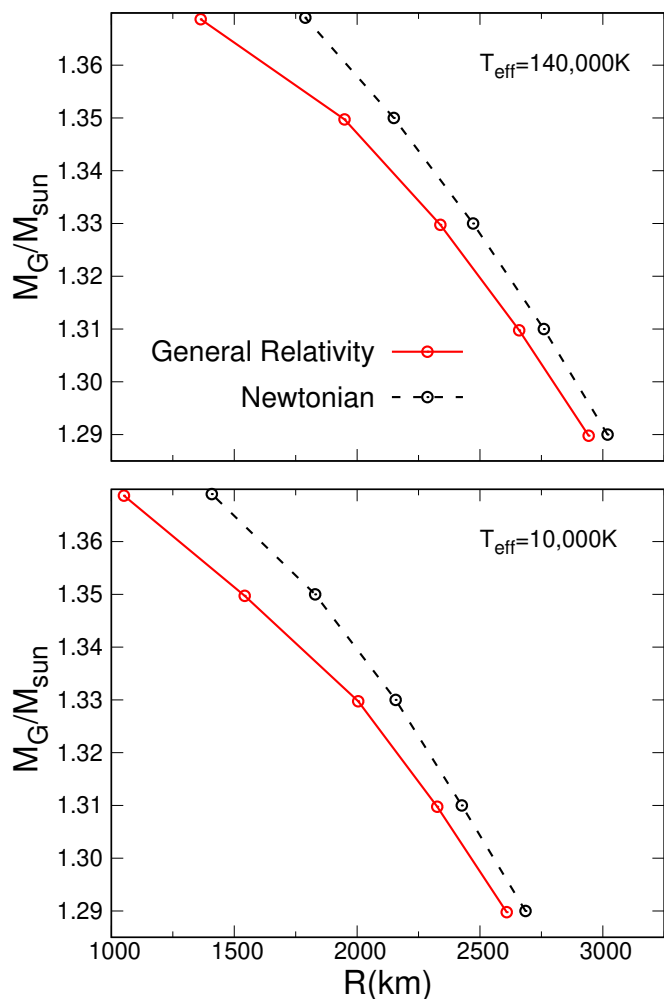 1.36
1.35
1.34
1.33
1.32
1.31
1.30
1.29
M_G/M_sun
T_eff=140,000K
General Relativity
Newtonian
1.36
1.35
1.34
1.33
1.32
1.31
1.30
1.29
M_G/M_sun
T_eff=10,000K
1000 1500 2000 2500 3000
R(km)